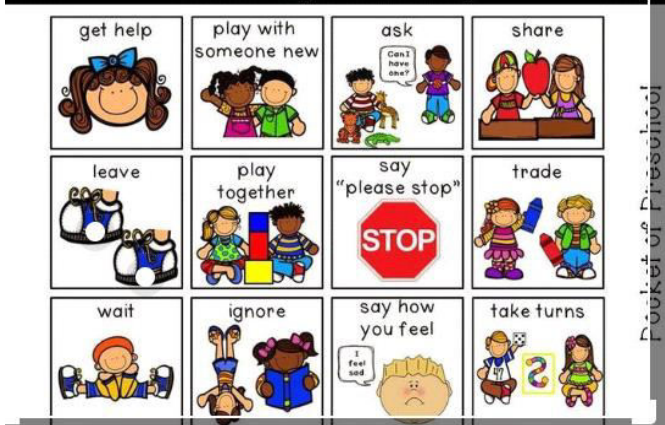 get help
play with
someone new
ask
Can I
have
one?
share
leave
play
together
say
"please stop"
STOP
trade
wait
ignore
say how
you feel
I
feel
sad
take turns
47
Pocket of Preschool